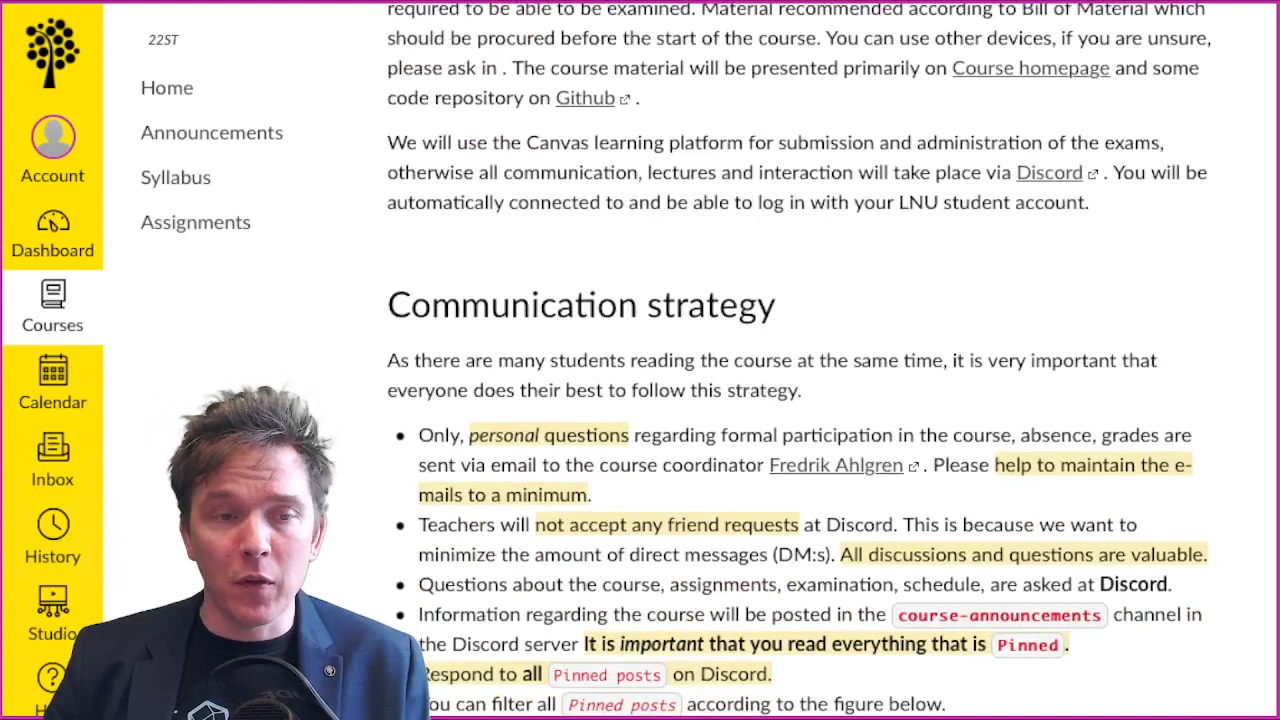 required to be able to be examined. Material recommended according to Bill of Material which
22ST
should be procured before the start of the course. You can use other devices, if you are unsure,
please ask in . The course material will be presented primarily on Course homepage and some
code repository on Github .
Home
Announcements
Syllabus
Assignments
Account
Dashboard
Courses
Calendar
Inbox
History
Studio
We will use the Canvas learning platform for submission and administration of the exams,
otherwise all communication, lectures and interaction will take place via Discord . You will be
automatically connected to and be able to log in with your LNU student account.
Communication strategy
As there are many students reading the course at the same time, it is very important that
everyone does their best to follow this strategy.
• Only, personal questions regarding formal participation in the course, absence, grades are
sent via email to the course coordinator Fredrik Ahlgren . Please help to maintain the e-
mails to a minimum.
• Teachers will not accept any friend requests at Discord. This is because we want to
minimize the amount of direct messages (DM:s). All discussions and questions are valuable.
• Questions about the course, assignments, examination, schedule, are asked at Discord.
• Information regarding the course will be posted in the course-announcements channel in
the Discord server It is important that you read everything that is Pinned .
Respond to all Pinned posts on Discord.
can filter all Pinned posts according to the figure below.